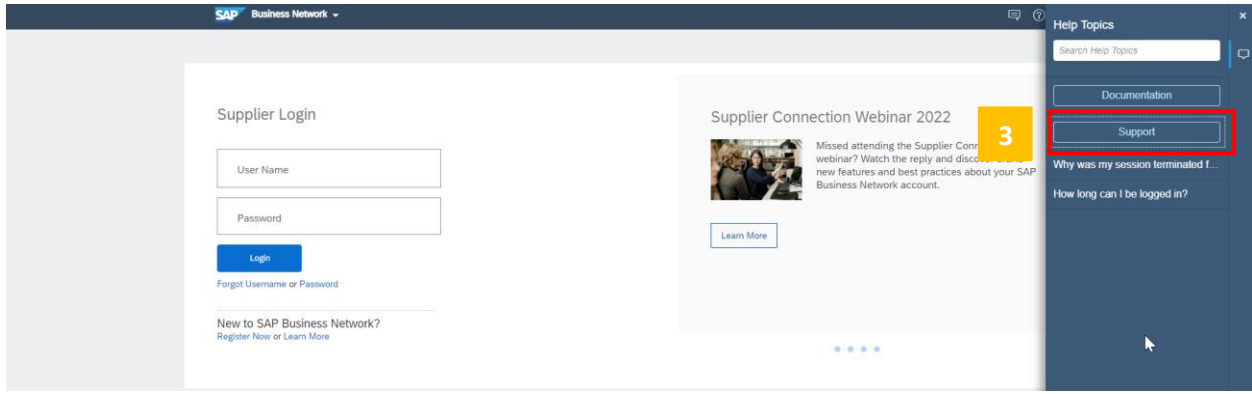 SAP Business Network
Help Topics
Search Help Topics
Documentation
Support
Why was my session terminated f...
How long can I be logged in?
3
Supplier Login
User Name
Password
Login
Forgot Username or Password
New to SAP Business Network?
Register Now or Learn More
Supplier Connection Webinar 2022
Missed attending the Supplier Con
webinar? Watch the reply and disco
new features and best practices about your SAP
Business Network account.
Learn More